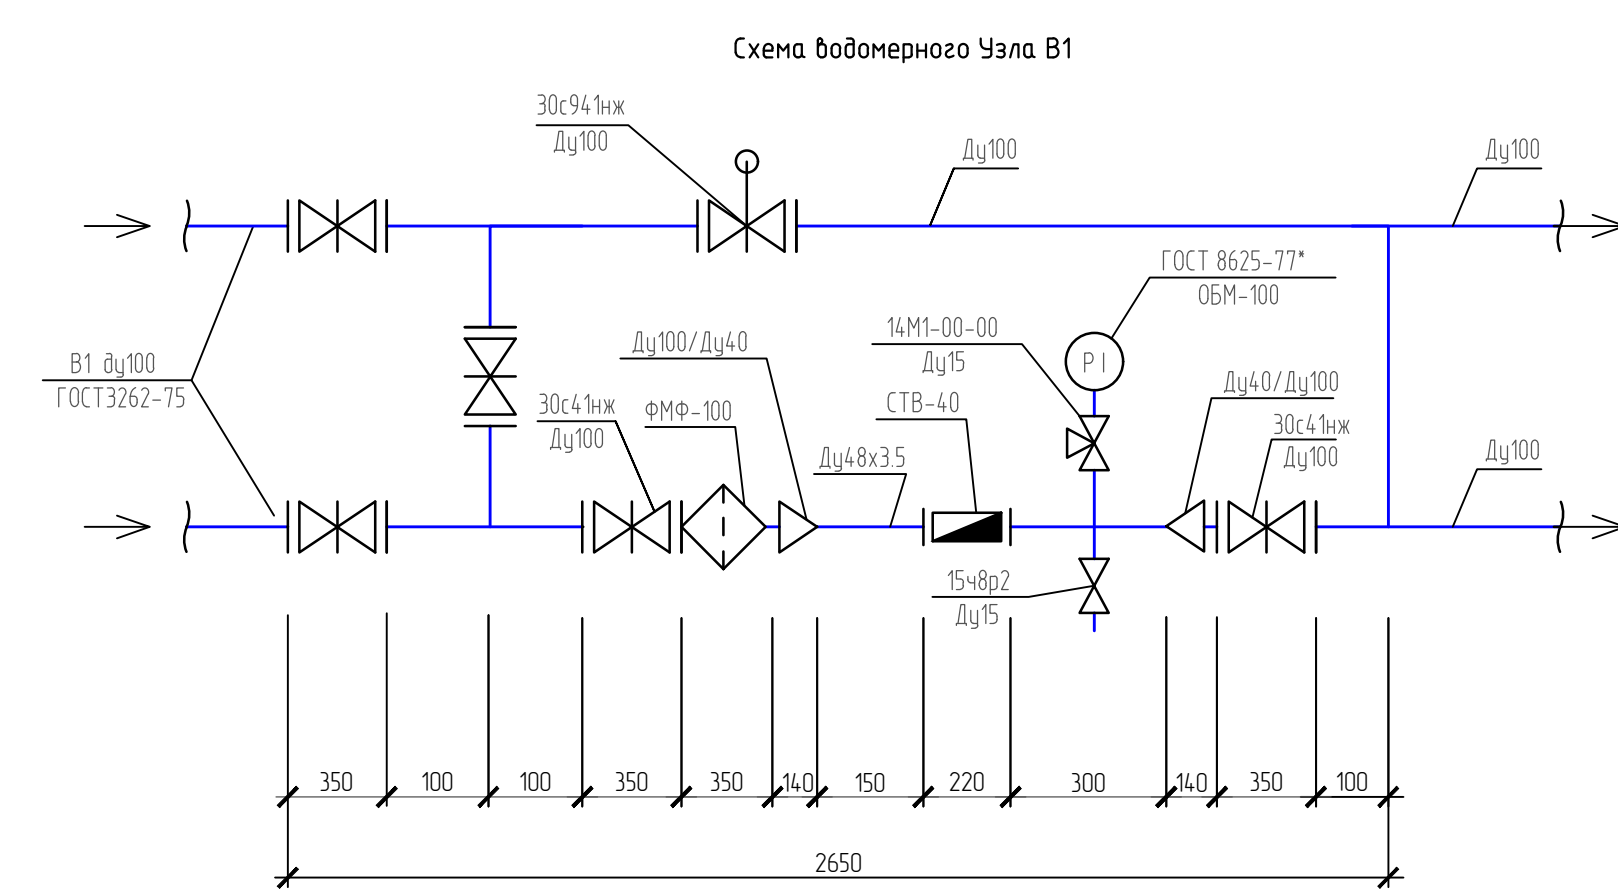 Схема водомерного Узла В1
30с941нж
Ду100
Ду100
Ду100
ГОСТ 8625-77*
ОБМ-100
14М1-00-00
Ду15
Ду100/Ду40
PI
В1 ду100
ГОСТ3262-75
Ду40/Ду100
30с41нж
Ду100
ФМФ-100
СТВ-40
30с41нж
Ду100
Ду48х3.5
Ду100
15ч8р2
Ду15
350 100 100 350 350 140 150 220 300 140 350 100
2650